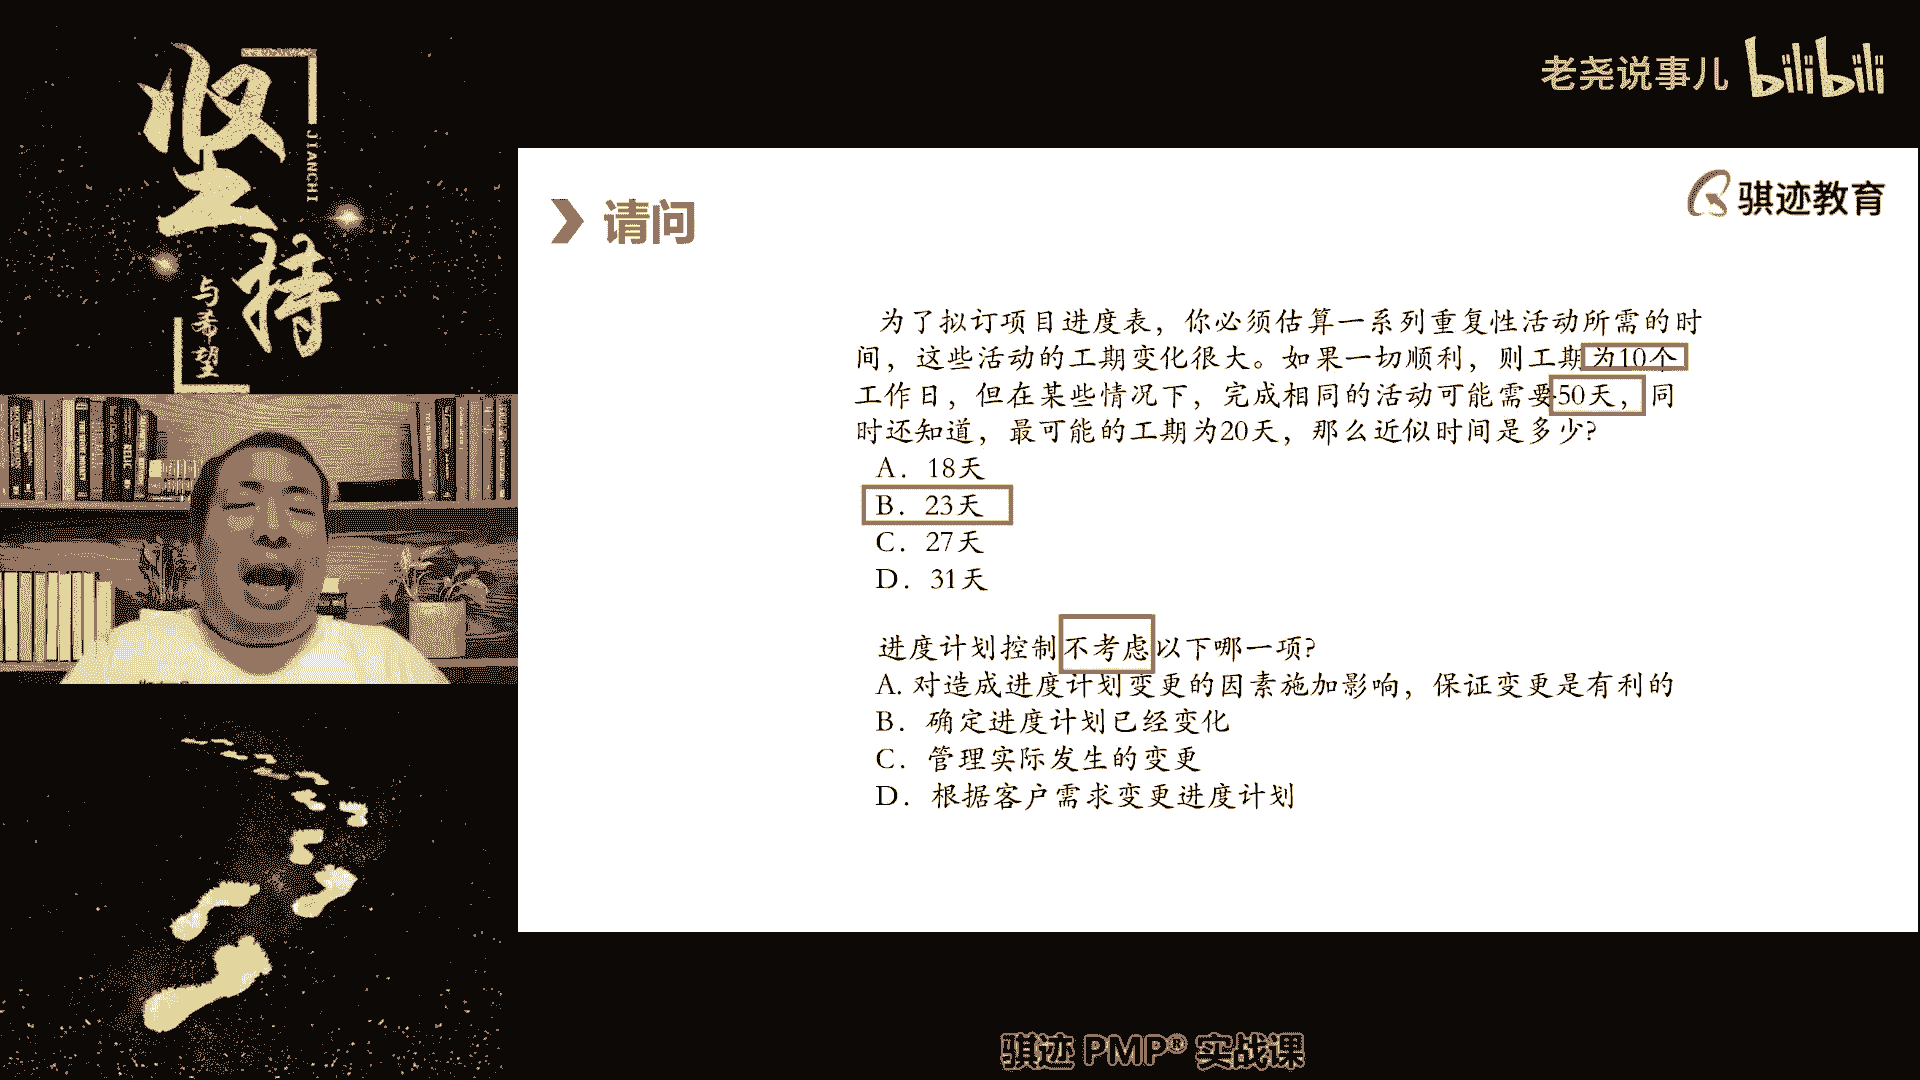 坚持
JIANCHI
与希望
老尧说事儿 bilibili
骐迹教育
请问
为了拟订项目进度表，你必须估算一系列重复性活动所需的时
间，这些活动的工期变化很大。如果一切顺利，则工期为10个
工作日，但在某些情况下，完成相同的活动可能需要50天，同
时还知道，最可能的工期为20天，那么近似时间是多少?
A．18天
B．23天
C．27天
D．31天
进度计划控制不考虑以下哪一项?
A. 对造成进度计划变更的因素施加影响，保证变更是有利的
B．确定进度计划已经变化
C．管理实际发生的变更
D．根据客户需求变更进度计划
骐迹 PMP® 实战课